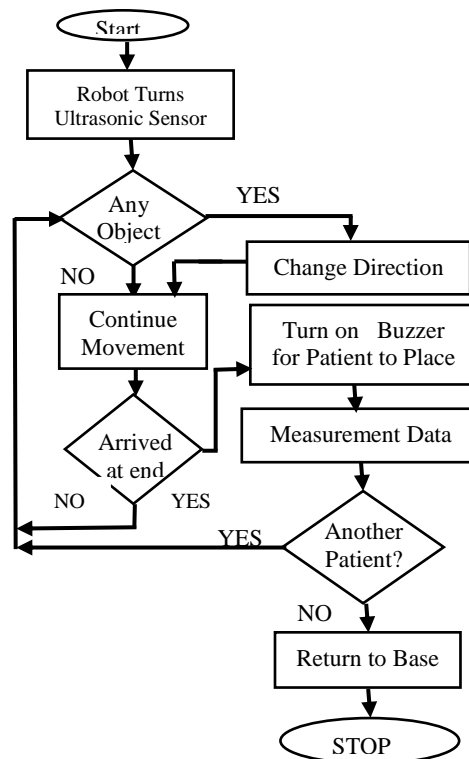 Start
Robot Turns
Ultrasonic Sensor
Any
Object
YES
NO
Change Direction
Continue
Movement
Turn on Buzzer
for Patient to Place
Arrived
at end
NO
YES
Measurement Data
Another
Patient?
YES
NO
Return to Base
STOP